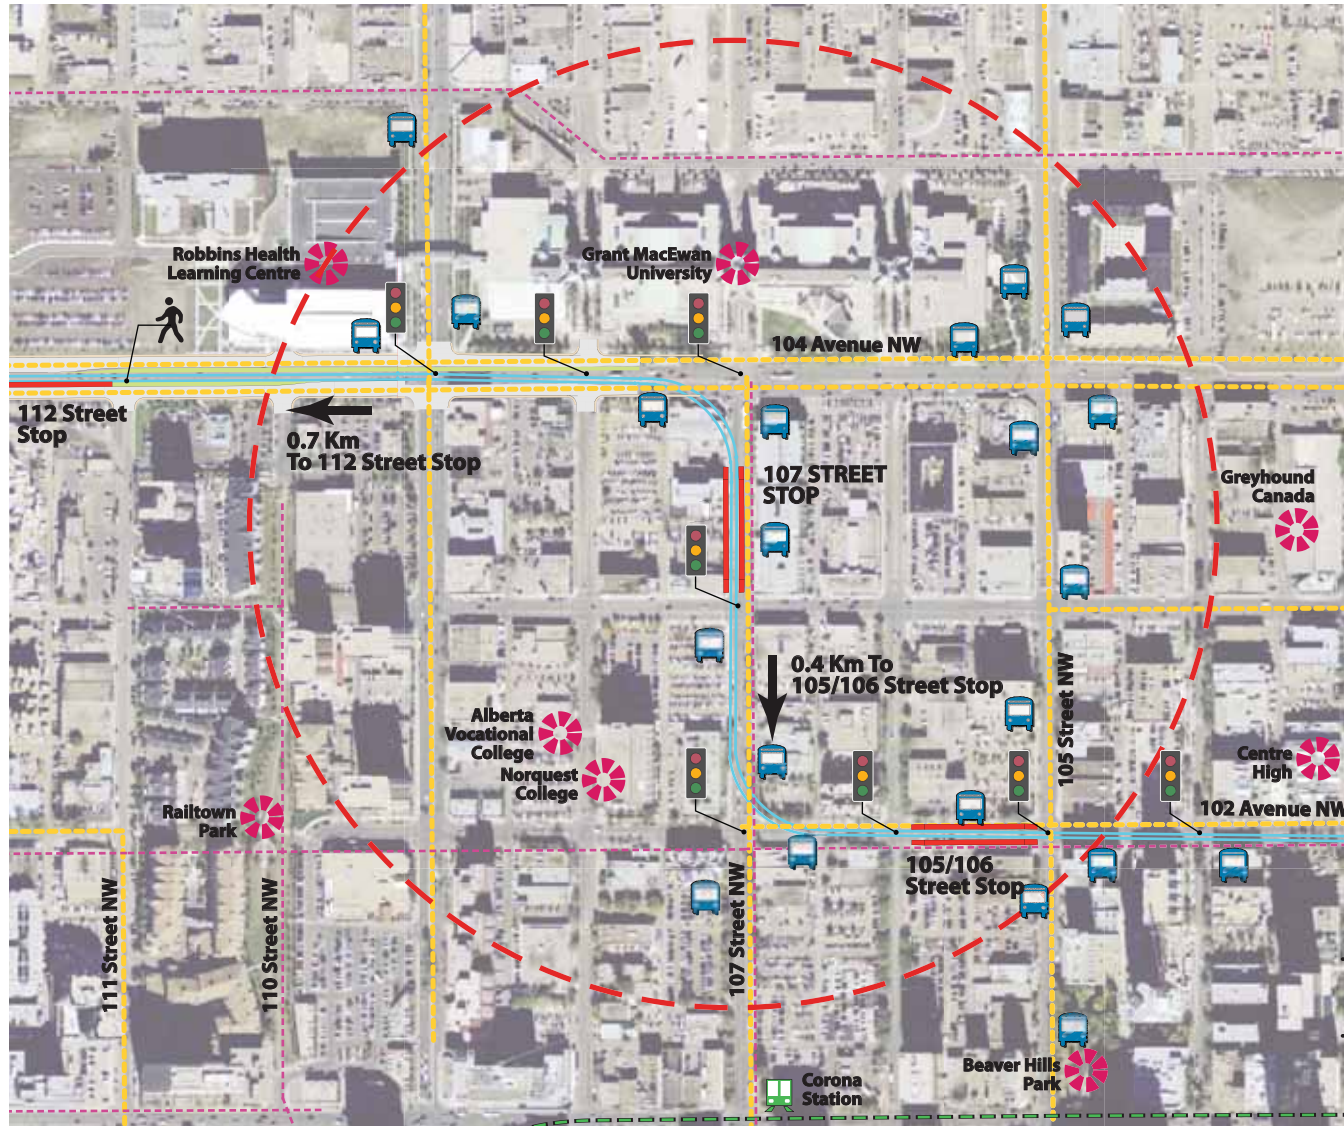 Robbins Health
Learning Centre
Grant MacEwan
University
104 Avenue NW
112 Street
Stop
0.7 Km
To 112 Street Stop
107 STREET
STOP
Greyhound
Canada
0.4 Km To
105/106 Street Stop
105 Street NW
Alberta
Vocational
College
Norquest
College
Centre
High
Railtown
Park
102 Avenue NW
105/106
Street Stop
111 Street NW
110 Street NW
107 Street NW
Beaver Hills
Park
Corona
Station